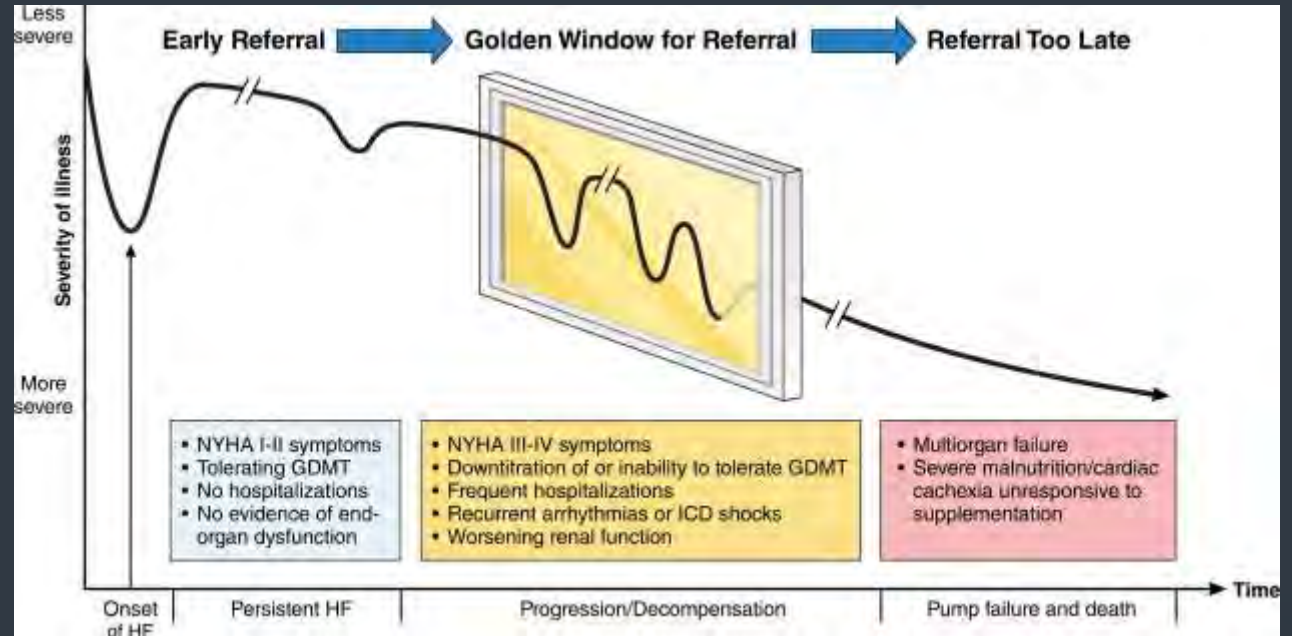 Less
severe
Early Referral
Golden Window for Referral
Referral Too Late
Severity of illness
More
severe
• NYHA I-II symptoms
• Tolerating GDMT
• No hospitalizations
• No evidence of end-
organ dysfunction
• NYHA III-IV symptoms
• Downtitration of or inability to tolerate GDMT
• Frequent hospitalizations
• Recurrent arrhythmias or ICD shocks
• Worsening renal function
• Multiorgan failure
• Severe malnutrition/cardiac
cachexia unresponsive to
supplementation
Time
Onset
of HF
Persistent HF
Progression/Decompensation
Pump failure and death